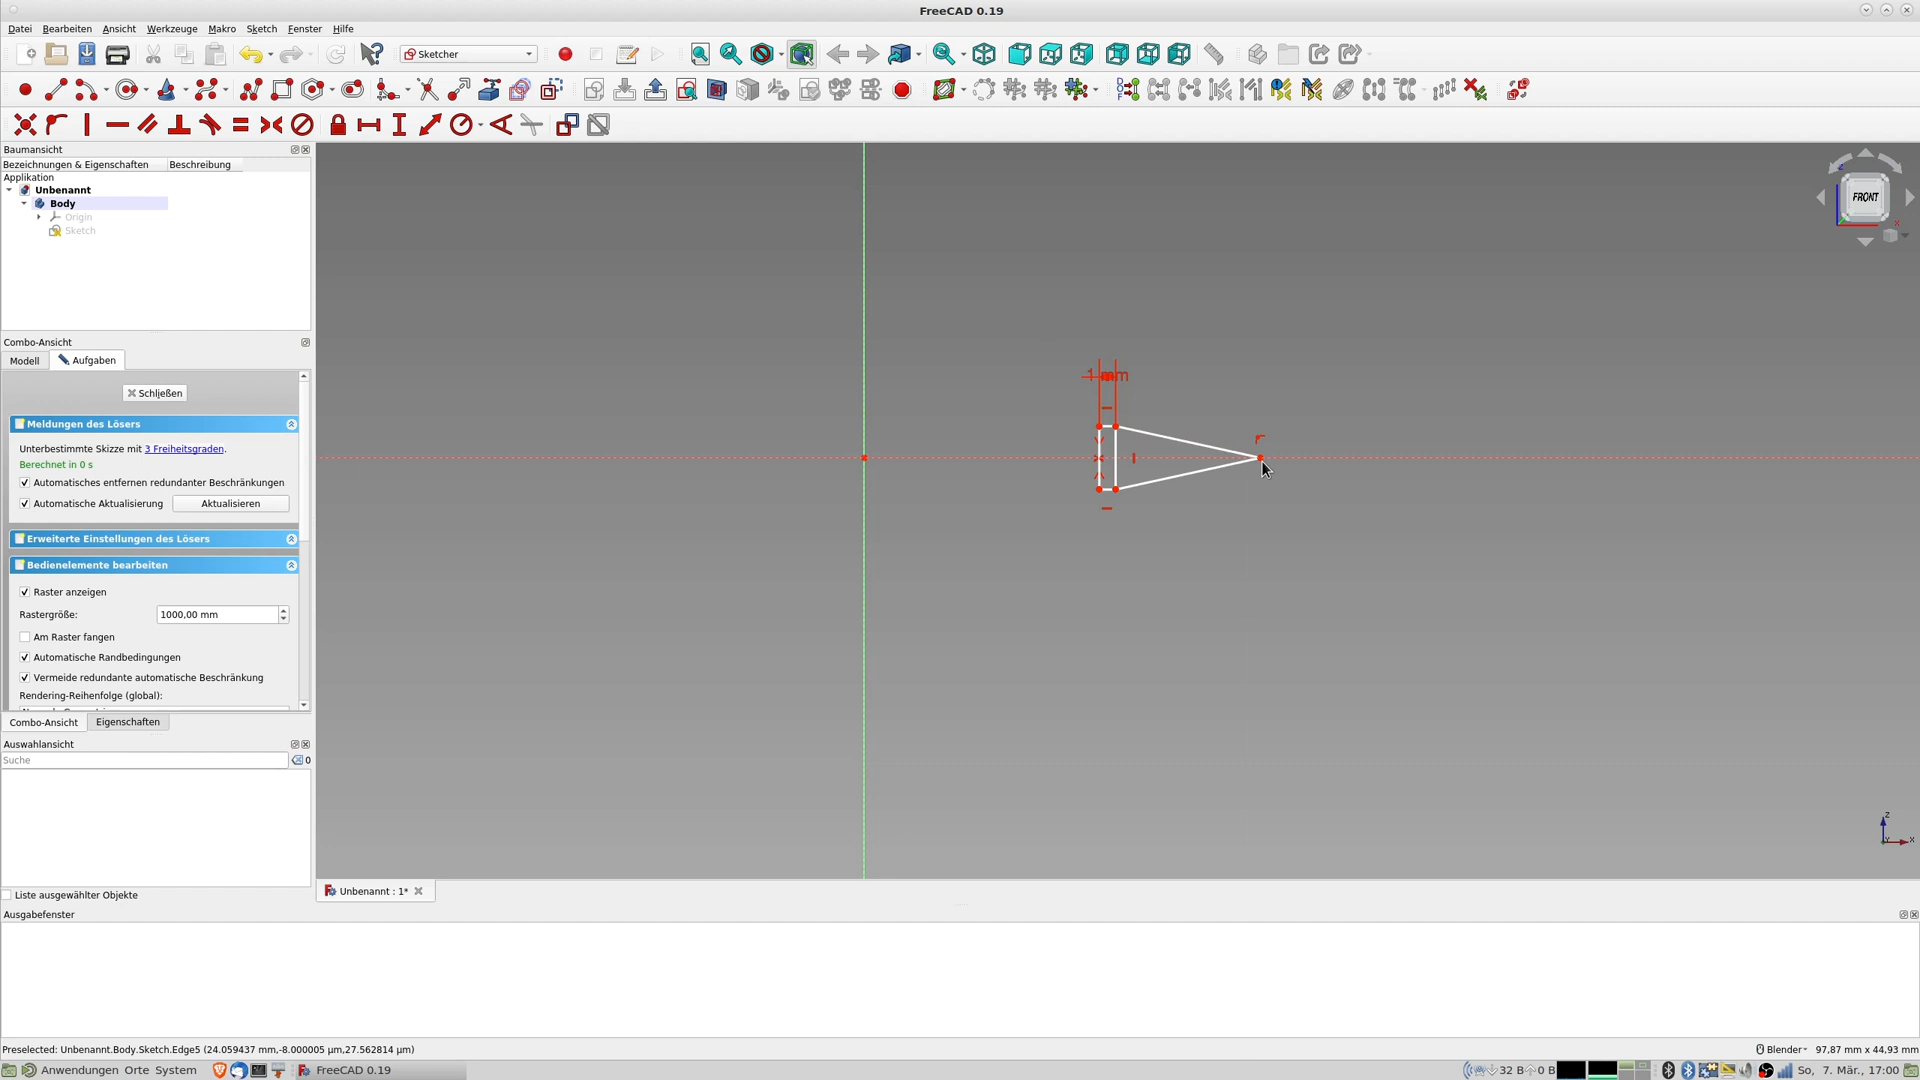 FreeCAD 0.19
Datei Bearbeiten Ansicht Werkzeuge Makro Sketch Fenster Hilfe
Sketcher
Baumansicht
Bezeichnungen & Eigenschaften Beschreibung
Applikation
Unbenannt
Body
Origin
Sketch
FRONT
z
x
Combo-Ansicht
Modell Aufgaben
Schließen
1 mm
Meldungen des Lösers
Unterbestimmte Skizze mit 3 Freiheitsgraden.
Berechnet in 0 s
Automatisches entfernen redundanter Beschränkungen
Automatische Aktualisierung Aktualisieren
Erweiterte Einstellungen des Lösers
Bedienelemente bearbeiten
Raster anzeigen
Rastergröße: 1000,00 mm
Am Raster fangen
Automatische Randbedingungen
Vermeide redundante automatische Beschränkung
Rendering-Reihenfolge (global):
Combo-Ansicht Eigenschaften
Auswahlansicht
Suche 0
z
Y
x
Unbenannt : 1*
Liste ausgewählter Objekte
Ausgabefenster
Preselected: Unbenannt.Body.Sketch.Edge5 (24.059437 mm,-8.000005 µm,27.562814 µm)
Blender 97,87 mm x 44,93 mm
Anwendungen Orte System FreeCAD 0.19 32 B 0 B So, 7. Mär., 17:00